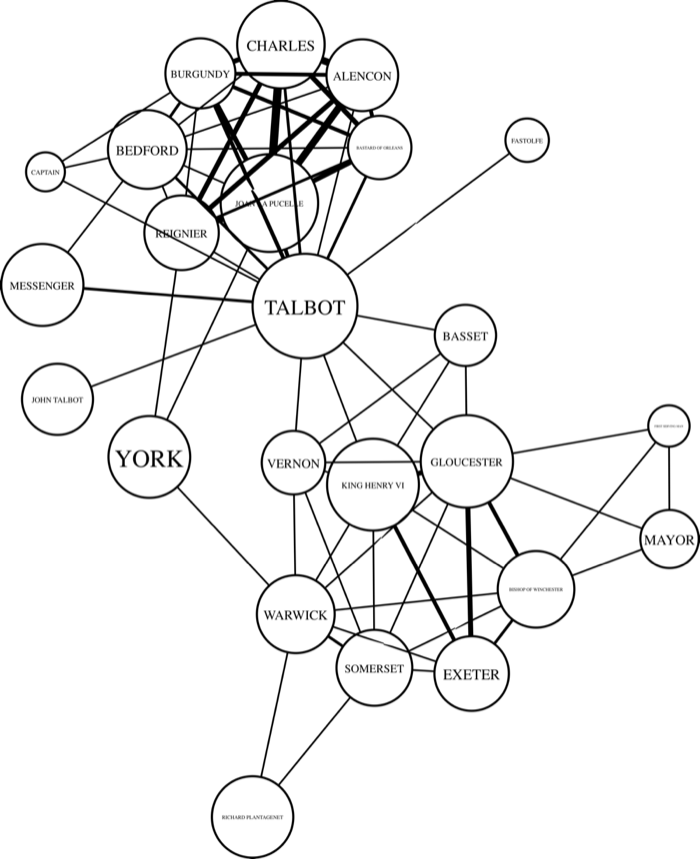 CHARLES
BURGUNDY
ALENCON
FASTOLFE
BEDFORD
BASTARD OF ORLEANS
CAPTAIN
JOAN LA PUCELLE
REIGNIER
MESSENGER
TALBOT
BASSET
JOHN TALBOT
YORK
VERNON
GLOUCESTER
KING HENRY VI
MAYOR
BISHOP OF WINCHESTER
WARWICK
SOMERSET
EXETER
RICHARD PLANTAGENET